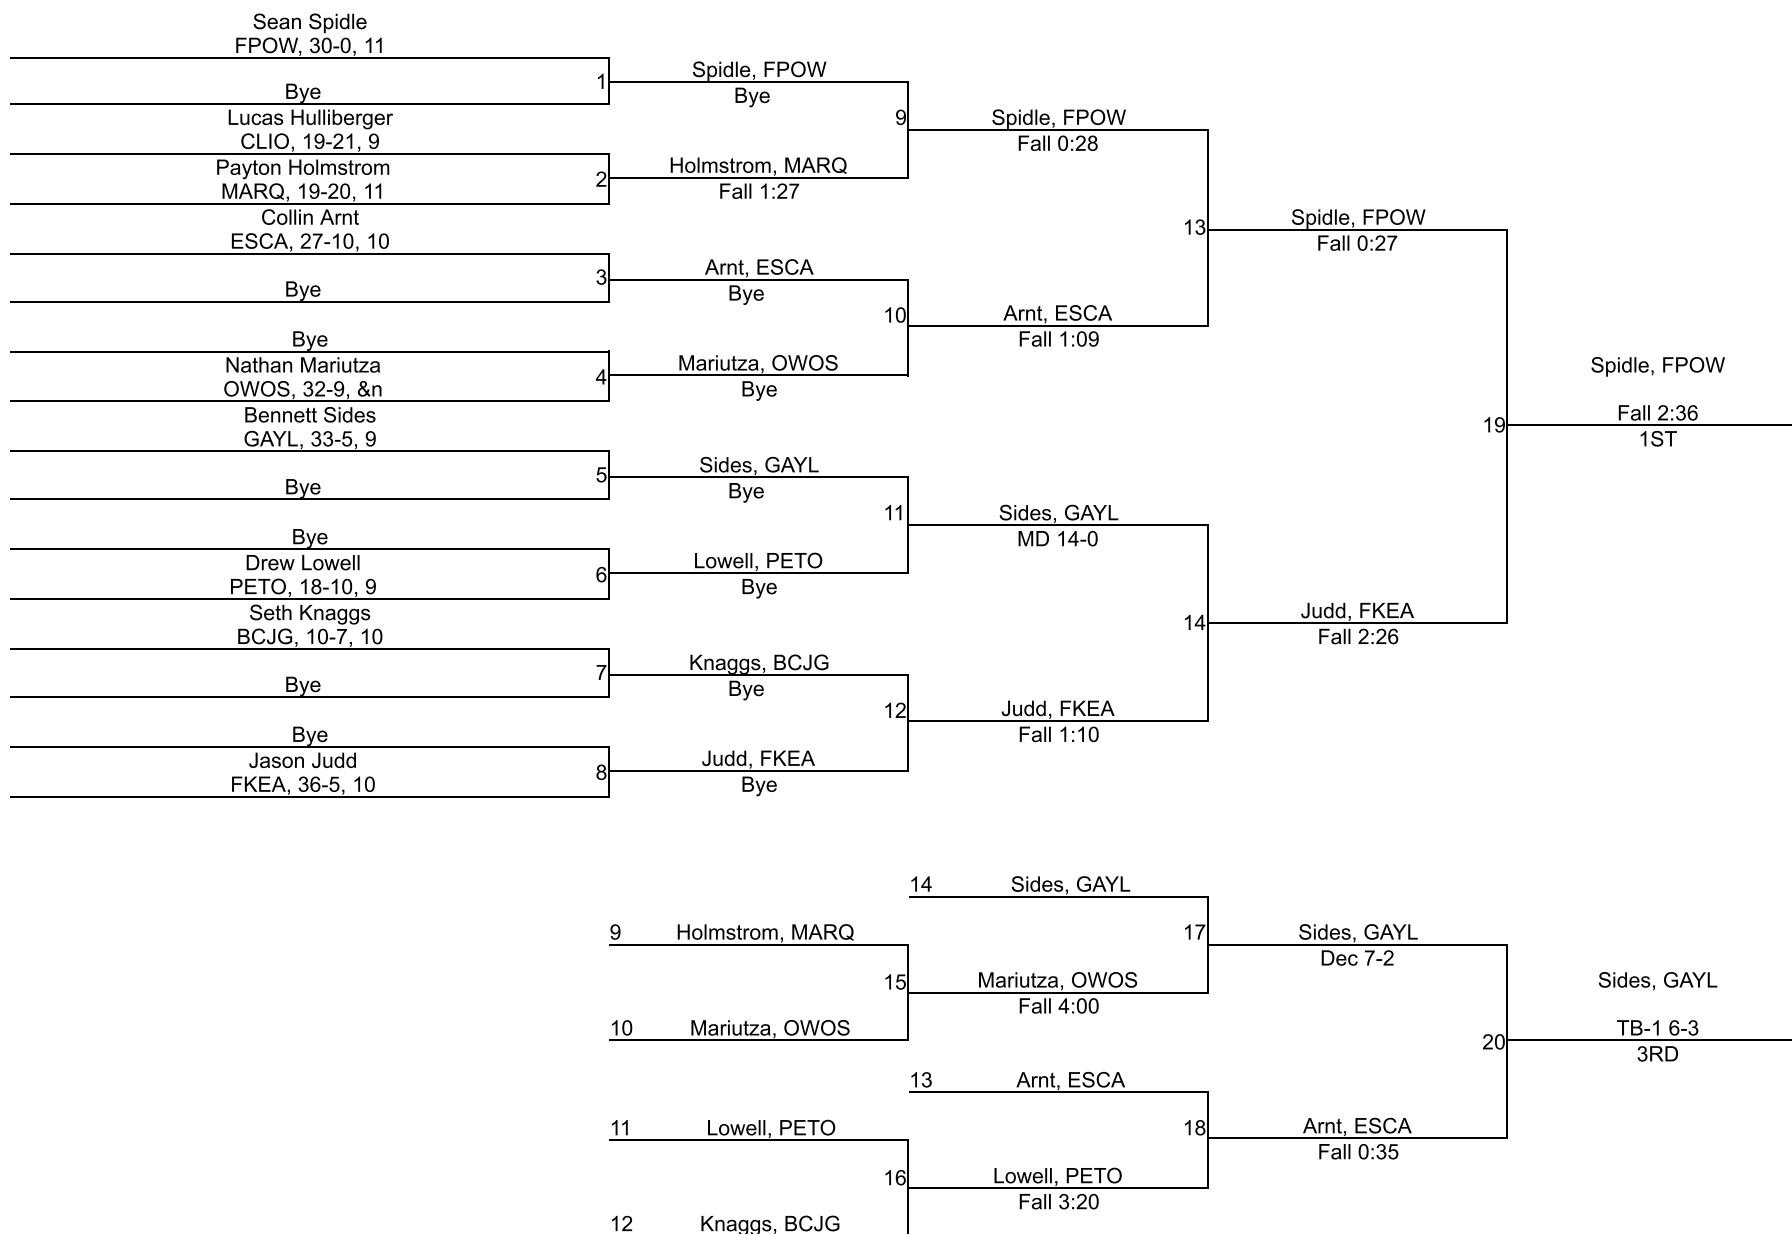 Sean Spidle
FPOW, 30-0, 11
Bye
1
Lucas Hulliberger
CLIO, 19-21, 9
Payton Holmstrom
MARQ, 19-20, 11
2
Collin Arnt
ESCA, 27-10, 10
Bye
3
Bye
Nathan Mariutza
OWOS, 32-9, &n
4
Bennett Sides
GAYL, 33-5, 9
Bye
5
Bye
Drew Lowell
PETO, 18-10, 9
6
Seth Knaggs
BCJG, 10-7, 10
Bye
7
Bye
Jason Judd
FKEA, 36-5, 10
8
Spidle, FPOW
Bye
9
Holmstrom, MARQ
Fall 1:27
Arnt, ESCA
Bye
10
Mariutza, OWOS
Bye
Sides, GAYL
Bye
11
Lowell, PETO
Bye
Knaggs, BCJG
Bye
12
Judd, FKEA
Bye
Spidle, FPOW
Fall 0:28
13
Arnt, ESCA
Fall 1:09
Sides, GAYL
MD 14-0
14
Judd, FKEA
Fall 1:10
Spidle, FPOW
Fall 0:27
19
Judd, FKEA
Fall 2:26
Spidle, FPOW
Fall 2:36
1ST
14 Sides, GAYL
9 Holmstrom, MARQ
17
15
Mariutza, OWOS
Fall 4:00
10 Mariutza, OWOS
Sides, GAYL
Dec 7-2
13 Arnt, ESCA
11 Lowell, PETO
18
16
Lowell, PETO
Fall 3:20
12 Knaggs, BCJG
Arnt, ESCA
Fall 0:35
20
Sides, GAYL
TB-1 6-3
3RD